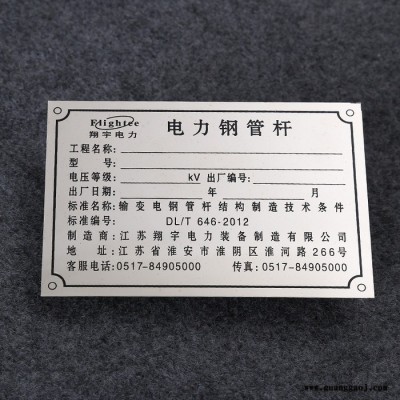 翔宇电力
电力钢管杆
工程名称:
型 号:
电压等级: kV 出厂编号:
出厂日期: 年 月
标准名称: 输变电钢管杆结构制造技术条件
标准编号: DL/T 646-2012
制造商: 江苏翔宇电力装备制造有限公司
地 址: 江苏省淮安市淮阴区淮河路266号
客服电话: 0517-84905000 传真: 0517-84905000